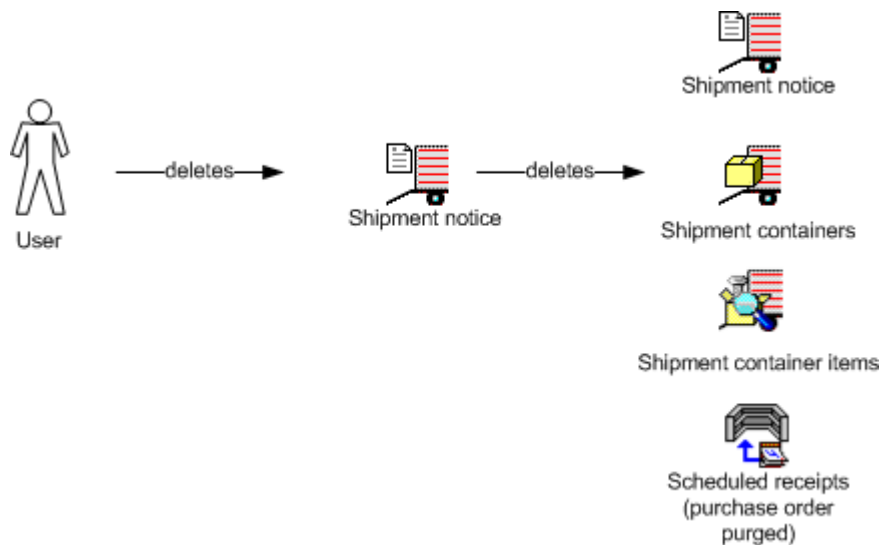 Shipment notice
User
deletes
Shipment notice
deletes
Shipment containers
Shipment container items
Scheduled receipts
(purchase order
purged)